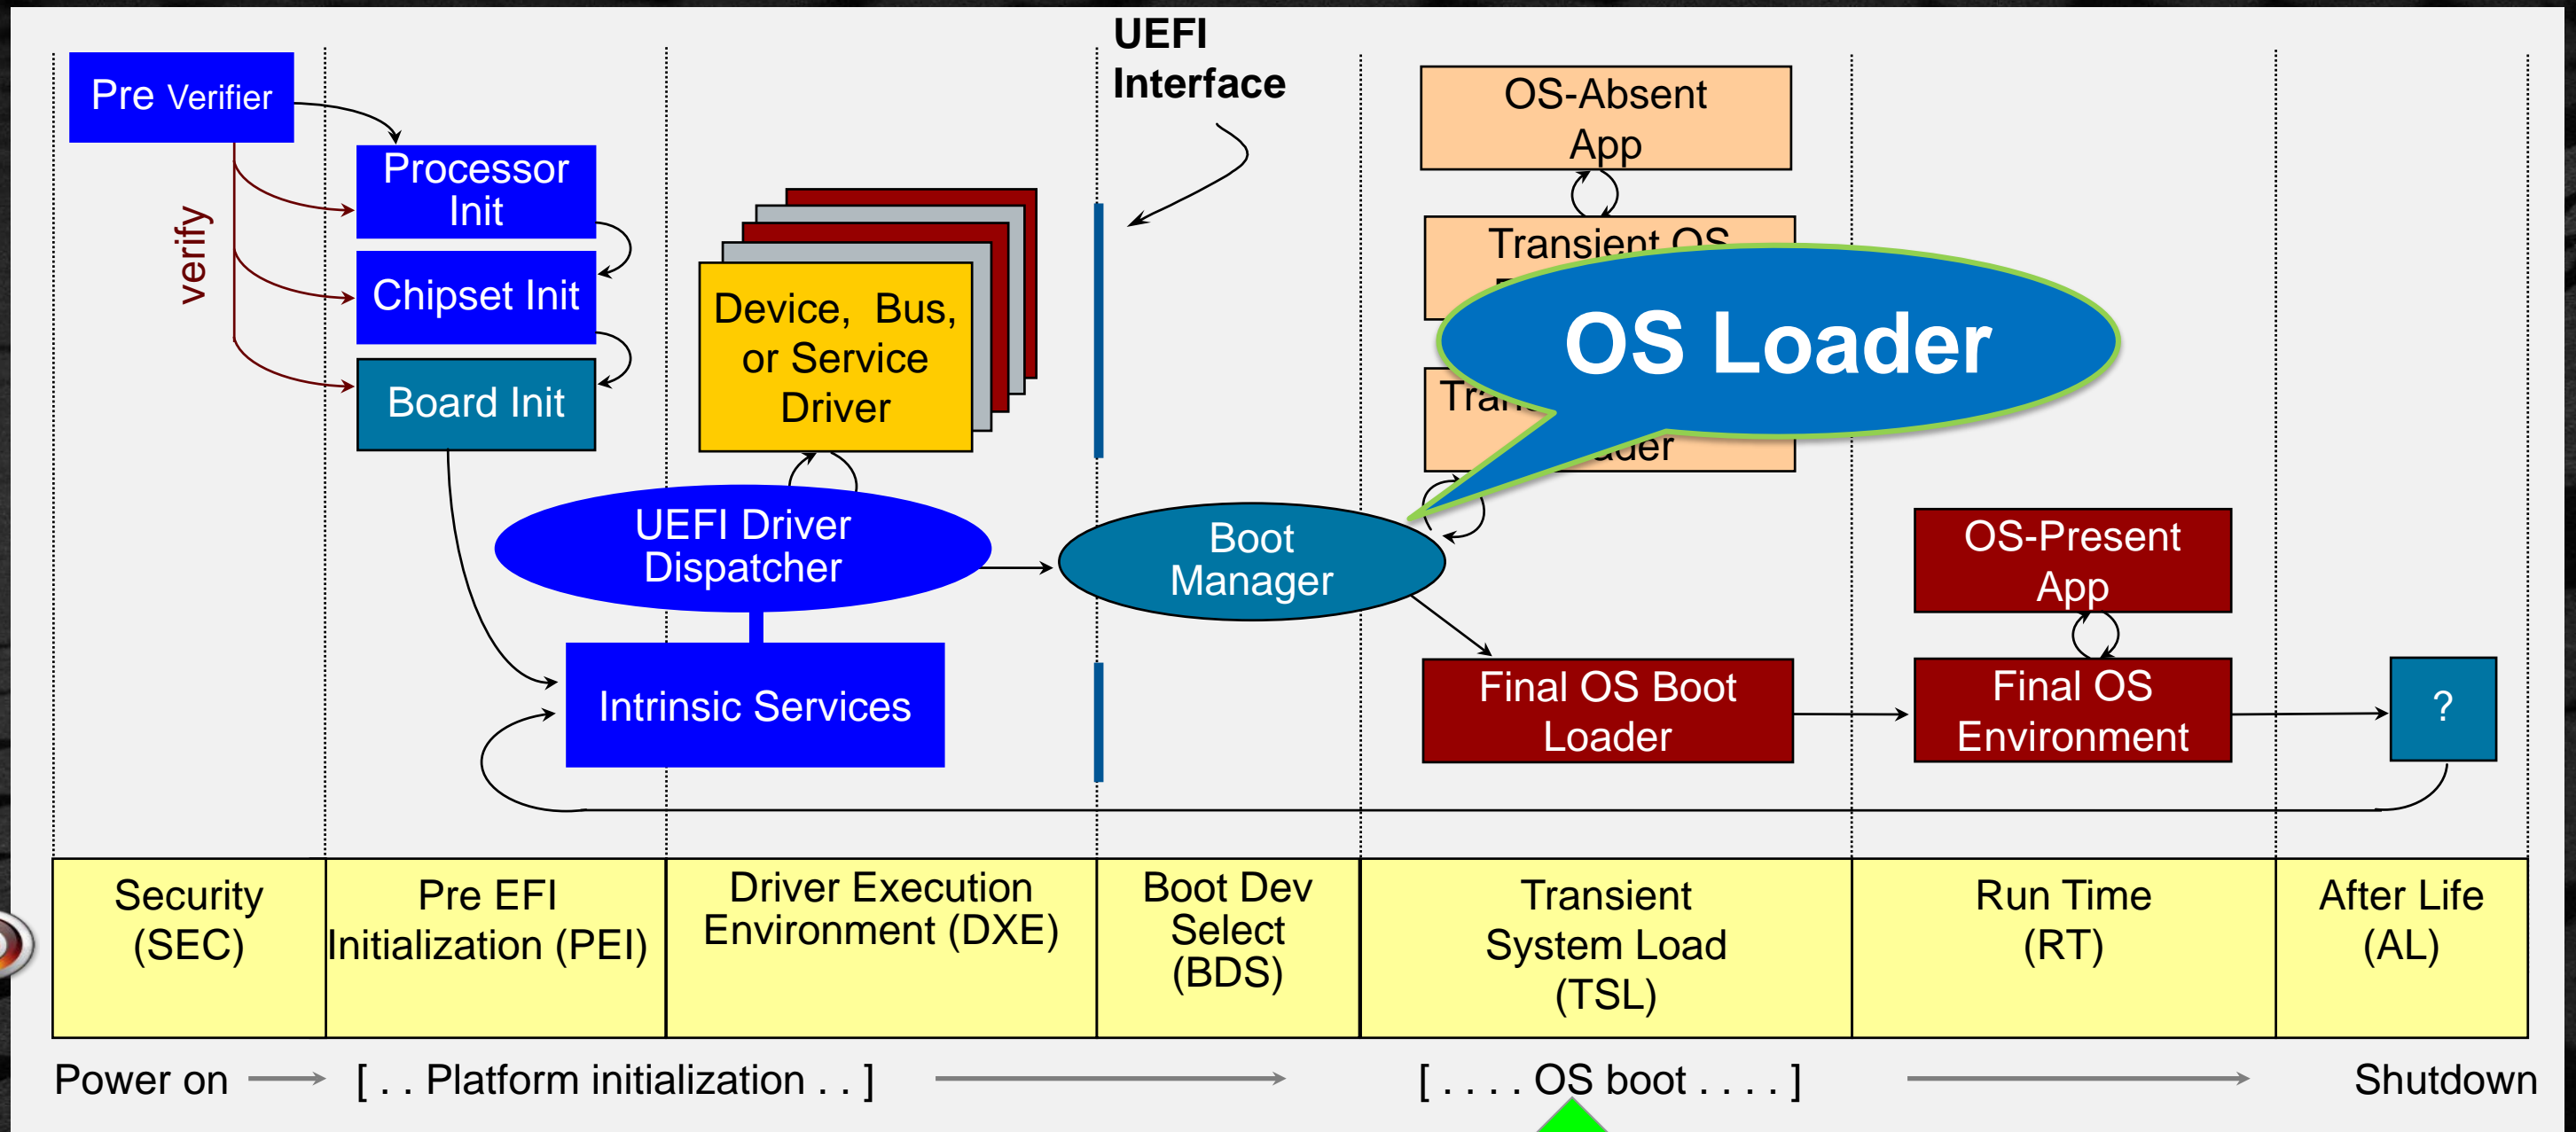 UEFI
Interface
Pre Verifier
verify
Processor
Init
Chipset Init
Board Init
Device, Bus,
or Service
Driver
UEFI Driver
Dispatcher
Intrinsic Services
Boot
Manager
OS-Absent
App
Transient OS
OS Loader
Final OS Boot
Loader
OS-Present
App
Final OS
Environment
?
Security
(SEC)
Pre EFI
Initialization (PEI)
Driver Execution
Environment (DXE)
Boot Dev
Select
(BDS)
Transient
System Load
(TSL)
Run Time
(RT)
After Life
(AL)
Power on
[ . . Platform initialization . . ]
[ . . . . OS boot . . . . ]
Shutdown